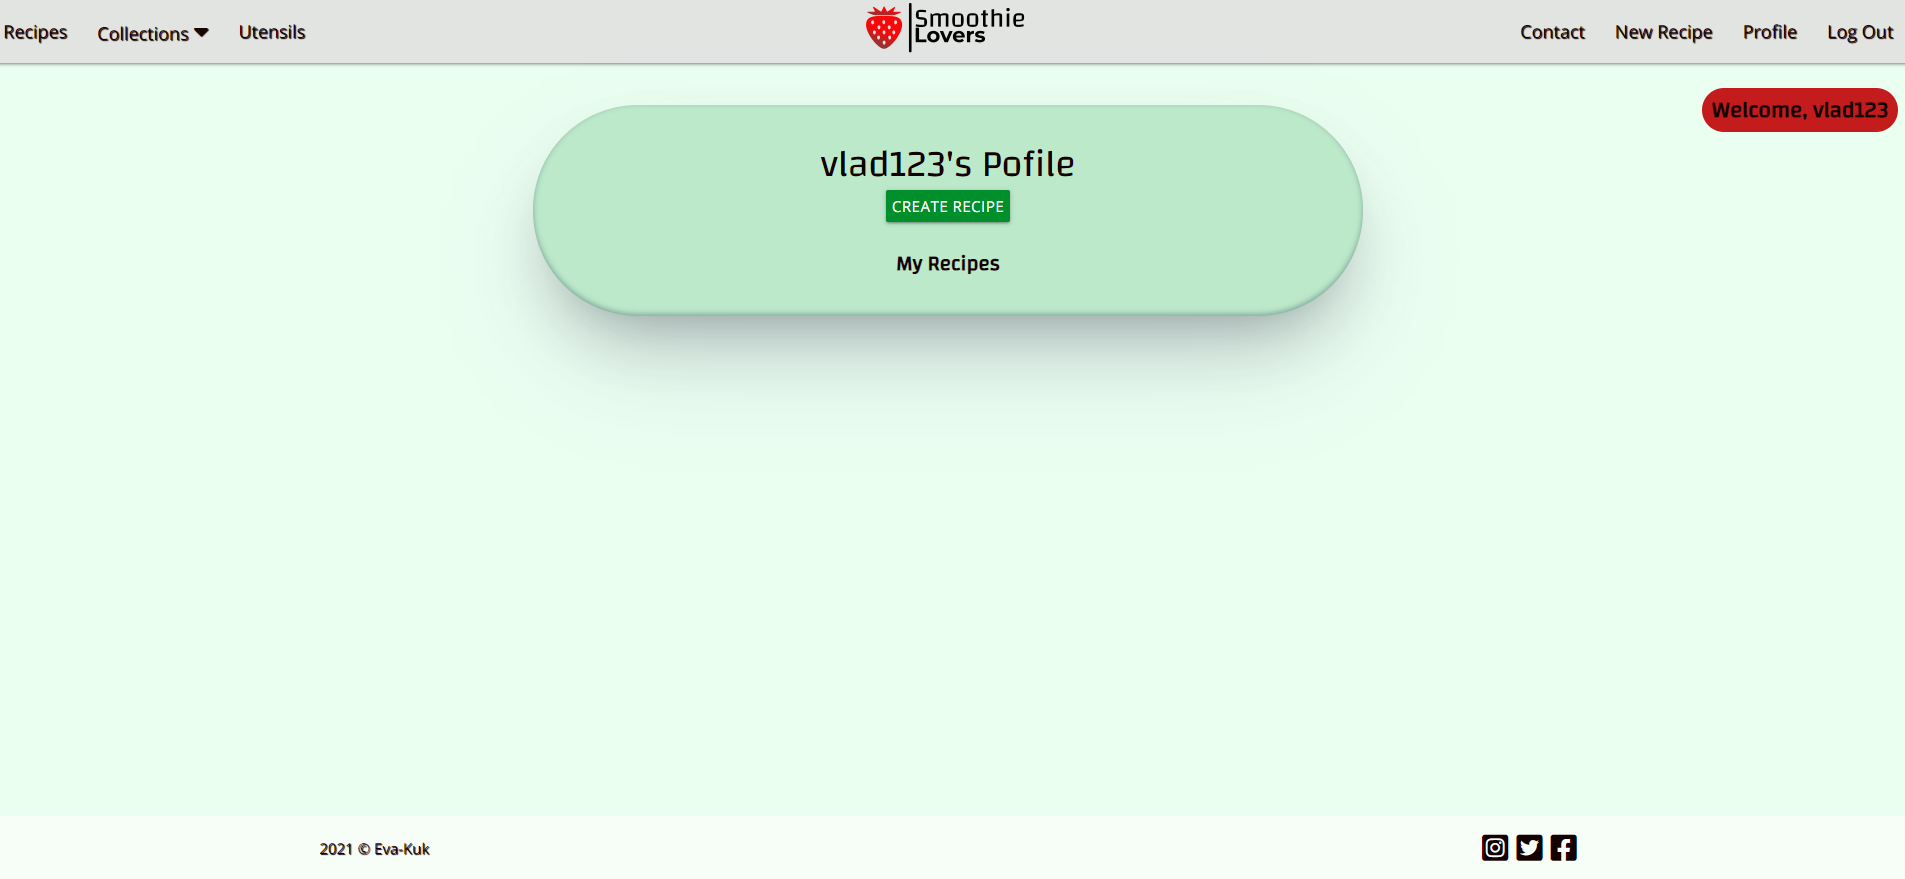 Recipes Collections Utensils
Smoothie
Lovers
Contact New Recipe Profile Log Out
Welcome, vlad123
vlad123's Pofile
CREATE RECIPE
My Recipes
2021 © Eva-Kuk